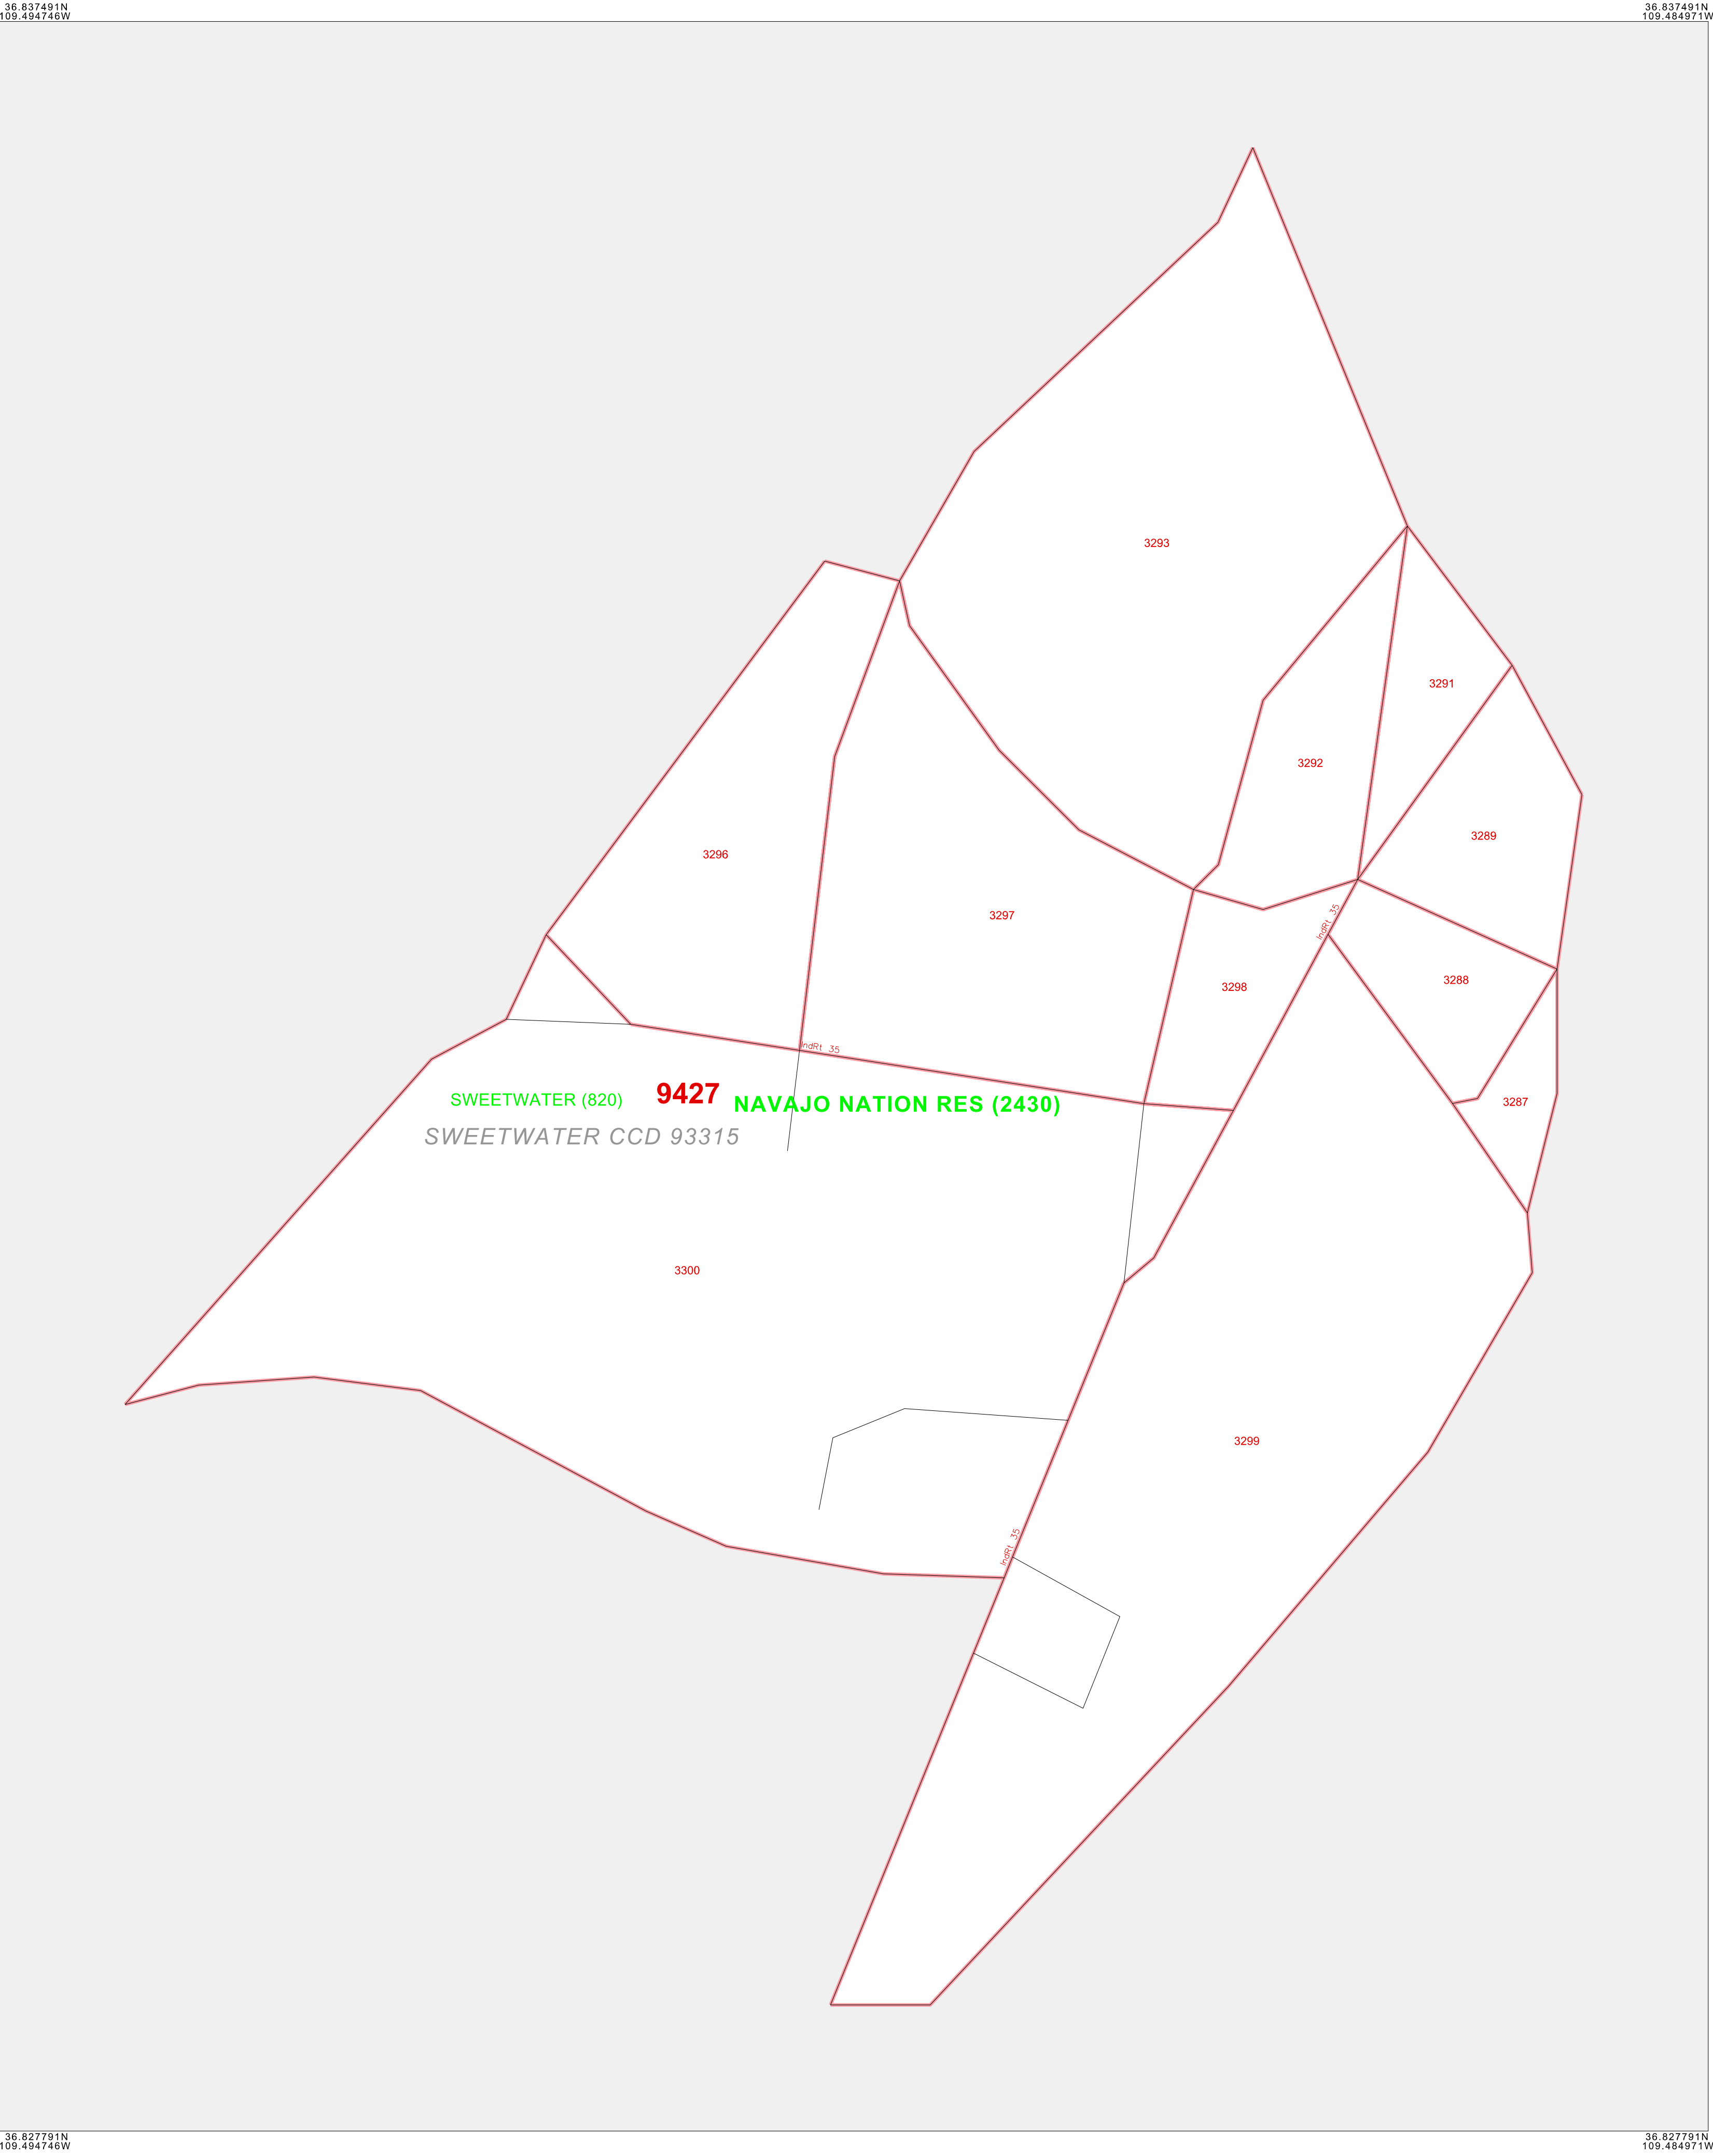 36.837491N
109.494746W
36.837491N
109.484971W
3293
3291
3292
3289
3296
3297
IndRt 35
3288
3298
IndRt 35
SWEETWATER (820)
9427
NAVAJO NATION RES (2430)
3287
SWEETWATER CCD 93315
3300
3299
IndRt 35
36.827791N
109.494746W
36.827791N
109.484971W